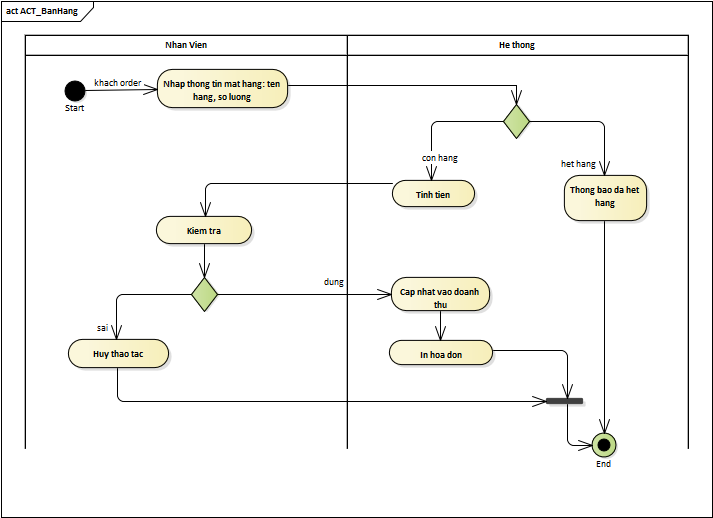 act ACT_BanHang
Nhan Vien
He thong
khach order
Start
Nhap thong tin mat hang: ten
hang, so luong
con hang
het hang
Tinh tien
Thong bao da het
hang
Kiem tra
dung
Cap nhat vao doanh
thu
sai
Huy thao tac
In hoa don
End